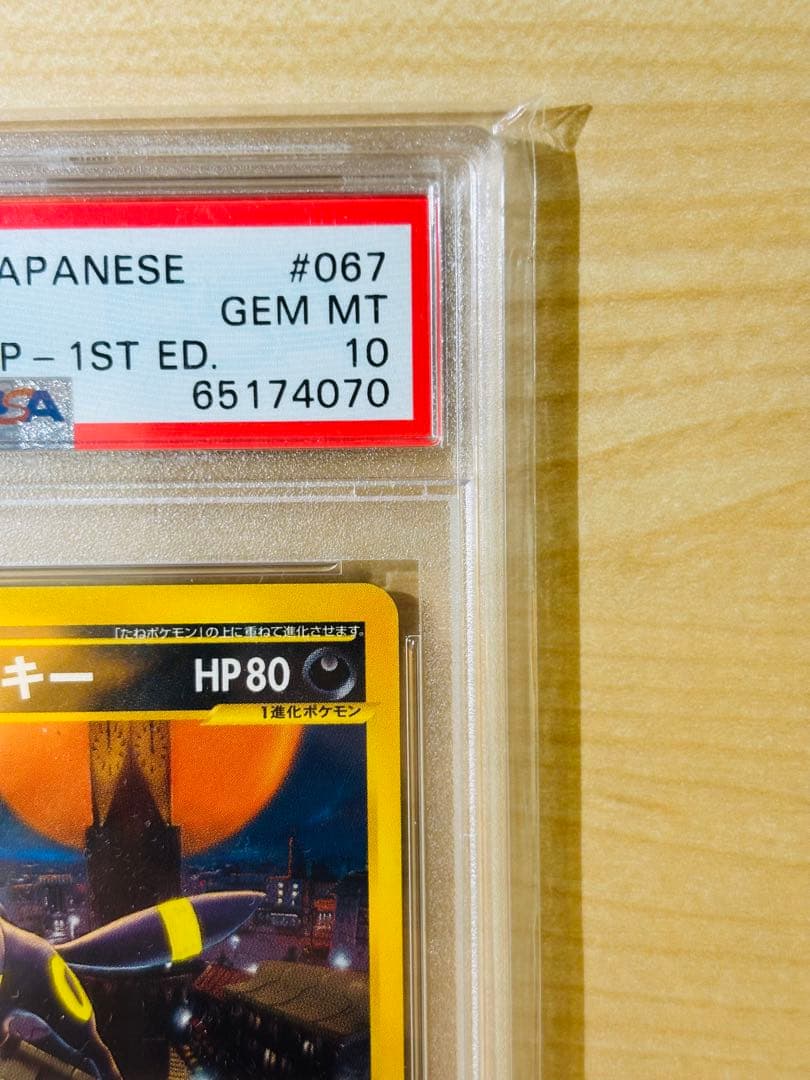 APANESE #067
GEM MT
P – 1ST ED. 10
65174070
PSA
「たねポケモン」の上に重ねて進化させます。
キー HP80
1進化ポケモン